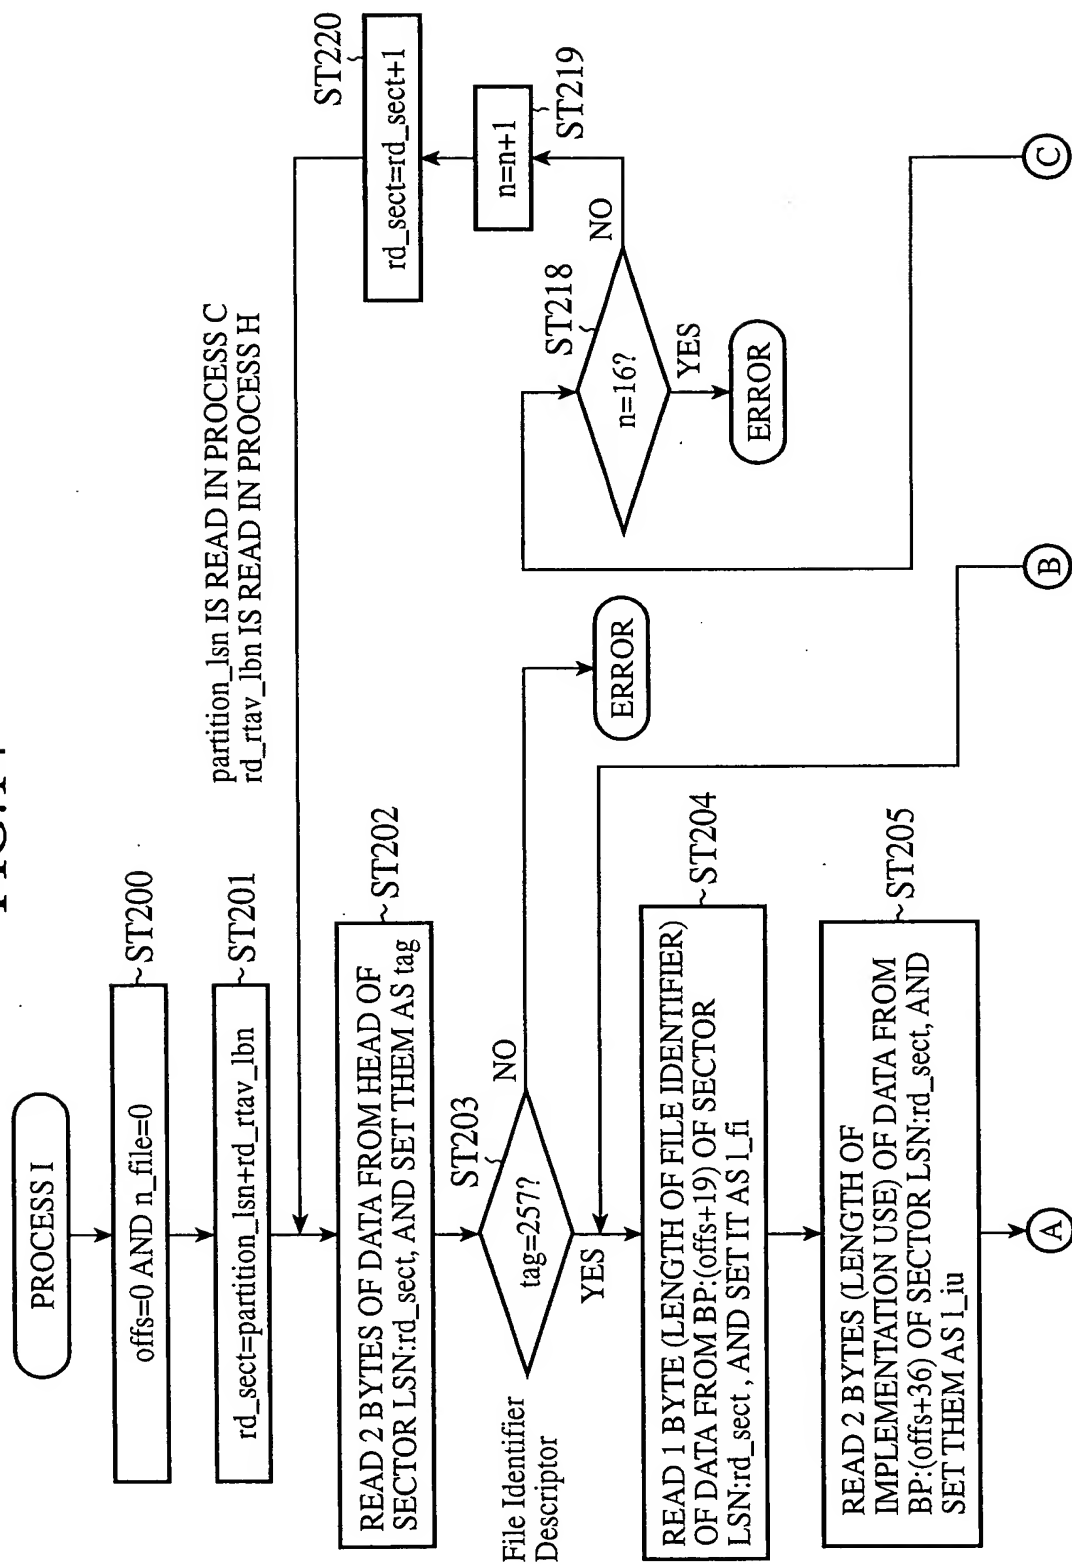 PROCESS I
offs=0 AND n_file=0
ST200
rd_sect=partition_lsn+rd_rtav_lbn
ST201
partition_lsn IS READ IN PROCESS C
rd_rtav_lbn IS READ IN PROCESS H
READ 2 BYTES OF DATA FROM HEAD OF
SECTOR LSN:rd_sect, AND SET THEM AS tag
ST202
File Identifier
Descriptor
tag=257?
ST203
NO
YES
ERROR
READ 1 BYTE (LENGTH OF FILE IDENTIFIER)
OF DATA FROM BP:(offs+19) OF SECTOR
LSN:rd_sect , AND SET IT AS l_fi
ST204
READ 2 BYTES (LENGTH OF
IMPLEMENTATION USE) OF DATA FROM
BP:(offs+36) OF SECTOR LSN:rd_sect, AND
SET THEM AS l_iu
ST205
A
rd_sect=rd_sect+1
ST220
n=n+1
ST219
n=16?
ST218
NO
YES
ERROR
B
C